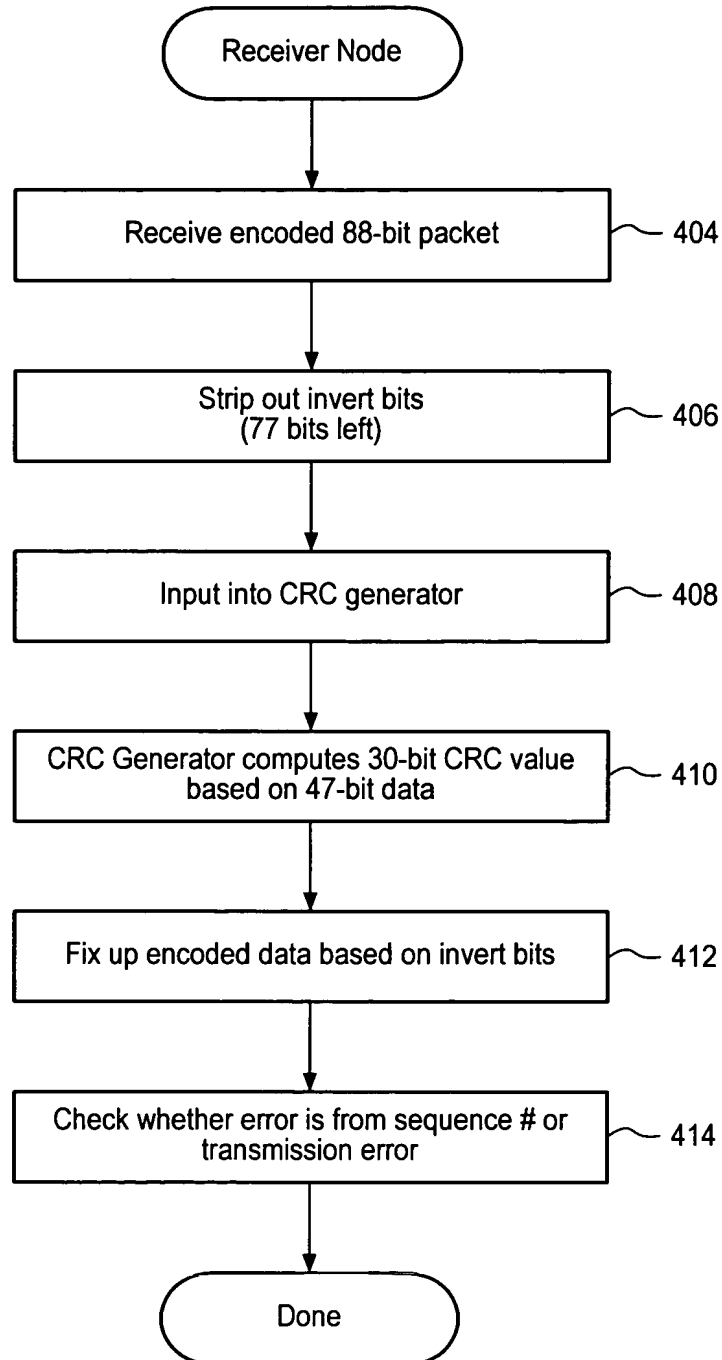 Receiver Node
Receive encoded 88-bit packet
404
Strip out invert bits
(77 bits left)
406
Input into CRC generator
408
CRC Generator computes 30-bit CRC value
based on 47-bit data
410
Fix up encoded data based on invert bits
412
Check whether error is from sequence # or
transmission error
414
Done